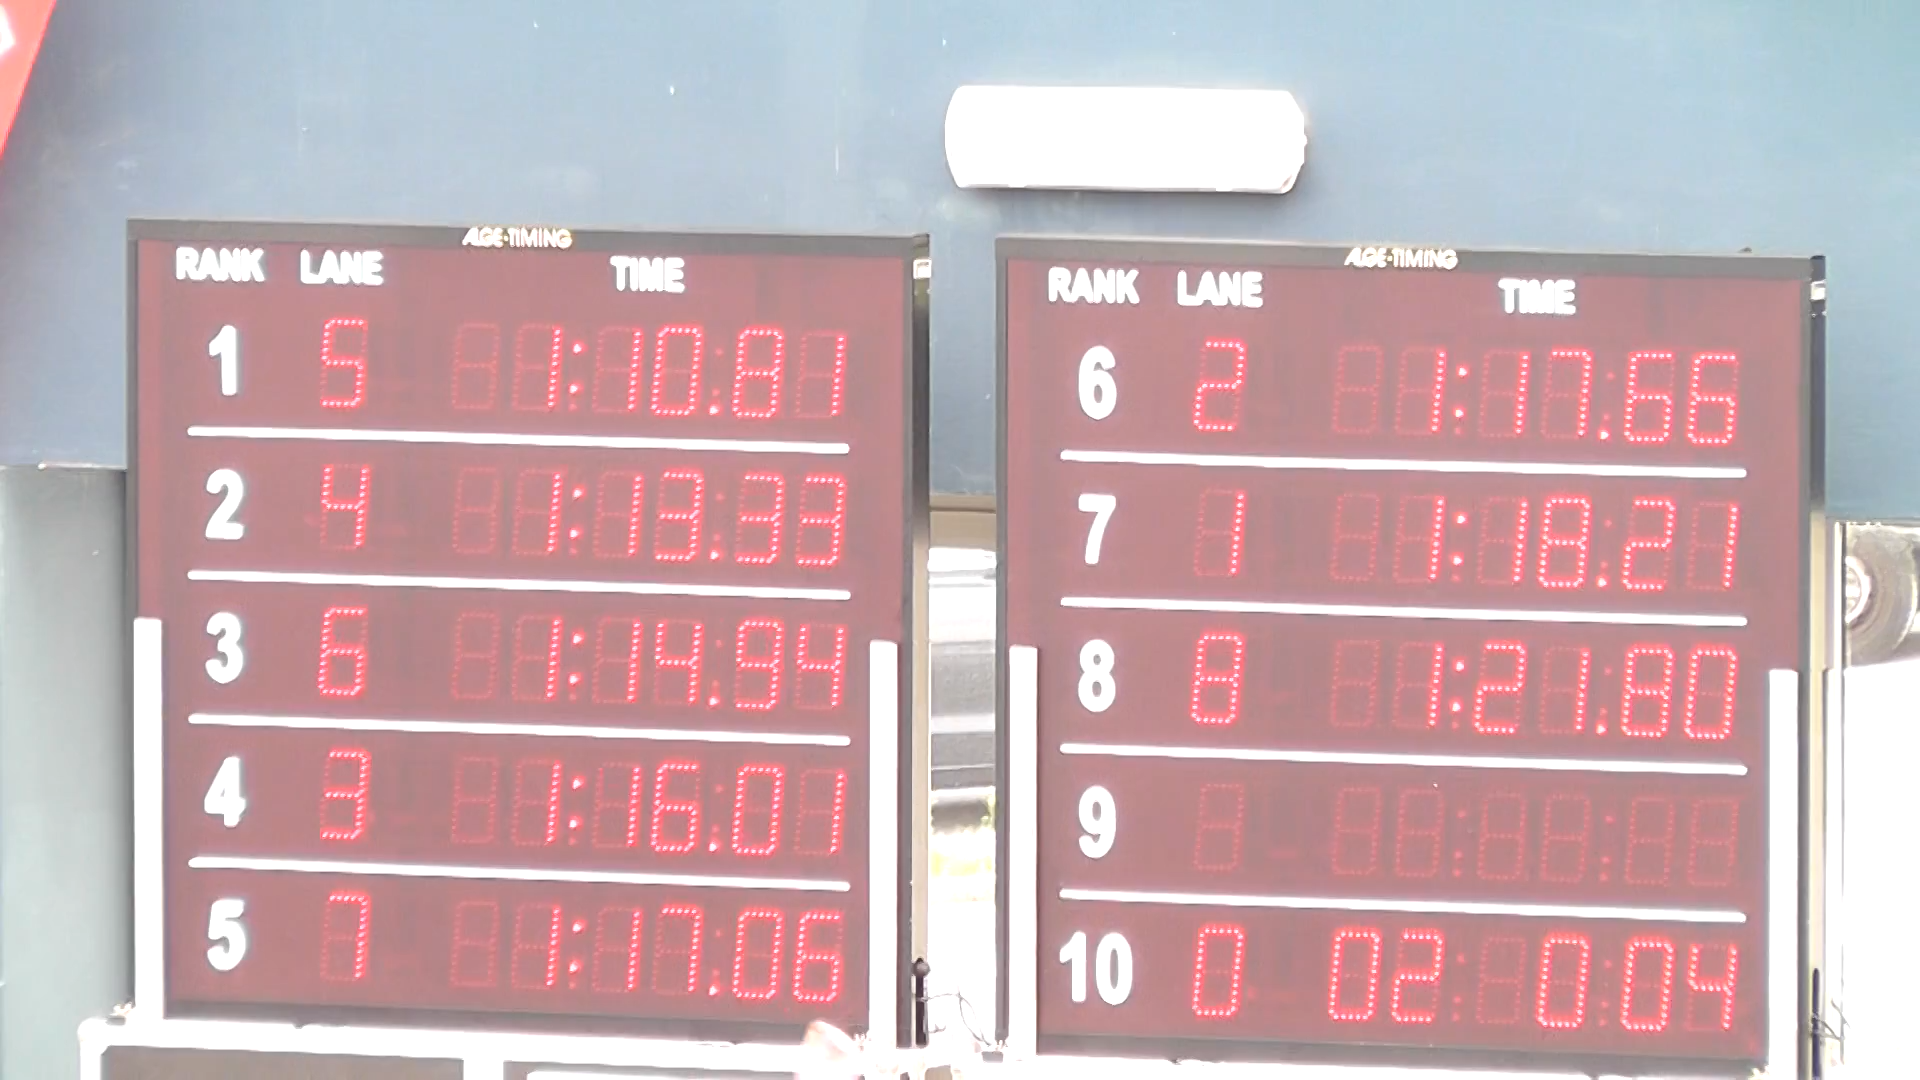 ALGE-TIMING
RANK LANE TIME
1 5 1:10.81
2 4 1:13.33
3 6 1:14.94
4 3 1:16.01
5 7 1:17.06
ALGE-TIMING
RANK LANE TIME
6 2 1:17.66
7 1 1:18.21
8 8 1:21.80
9
10 0 02 0 04